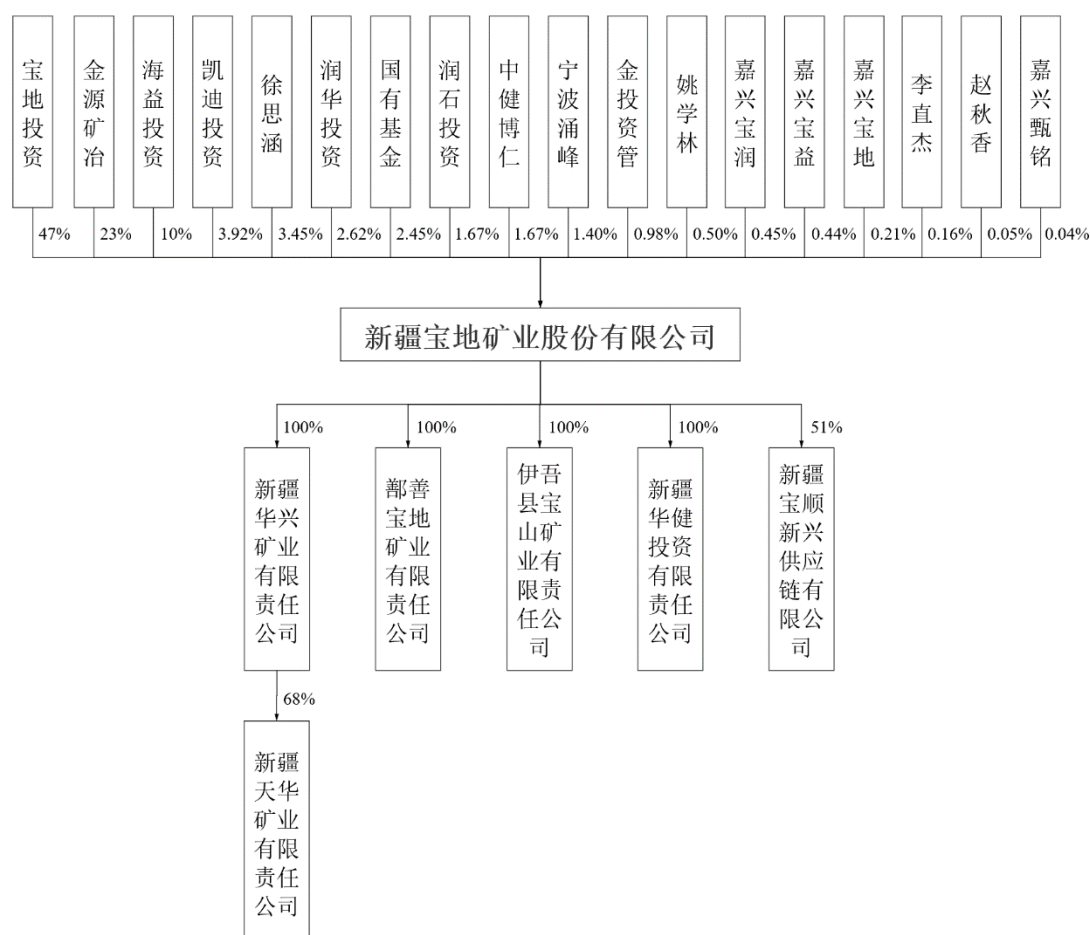 宝地投资
金源矿冶
海益投资
凯迪投资
徐思涵
润华投资
国有基金
润石投资
中健博仁
宁波涌峰
金投资管
姚学林
嘉兴宝润
嘉兴宝益
嘉兴宝地
李直杰
赵秋香
嘉兴甄铭
47%
23%
10%
3.92%
3.45%
2.62%
2.45%
1.67%
1.67%
1.40%
0.98%
0.50%
0.45%
0.44%
0.21%
0.16%
0.05%
0.04%
新疆宝地矿业股份有限公司
100%
100%
100%
100%
51%
新疆
华兴
矿业
有限
责任
公司
鄯善
宝地
矿业
有限
责任
公司
伊吾
县宝
山矿
业有
限责
任公
司
新疆
华健
投资
有限
责任
公司
新疆
宝顺
新兴
供应
链有
限公
司
68%
新疆
天华
矿业
有限
责任
公司